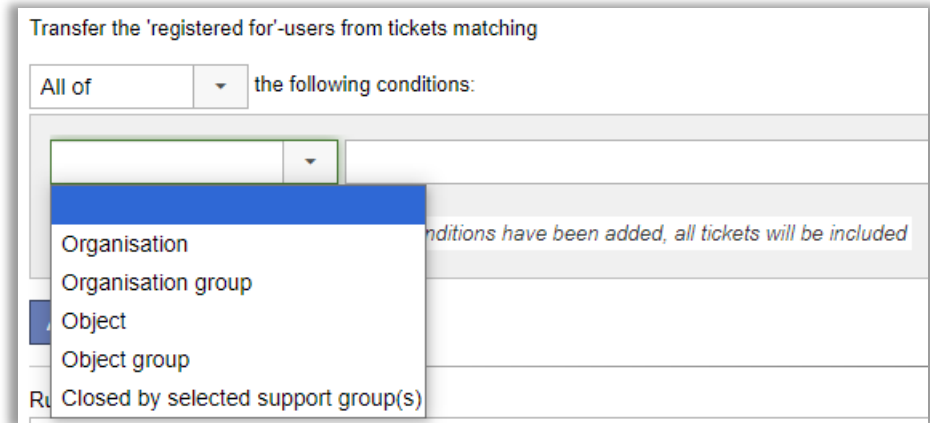 Transfer the 'registered for'-users from tickets matching
All of the following conditions:
nditions have been added, all tickets will be included
Organisation
Organisation group
Object
Object group
Closed by selected support group(s)